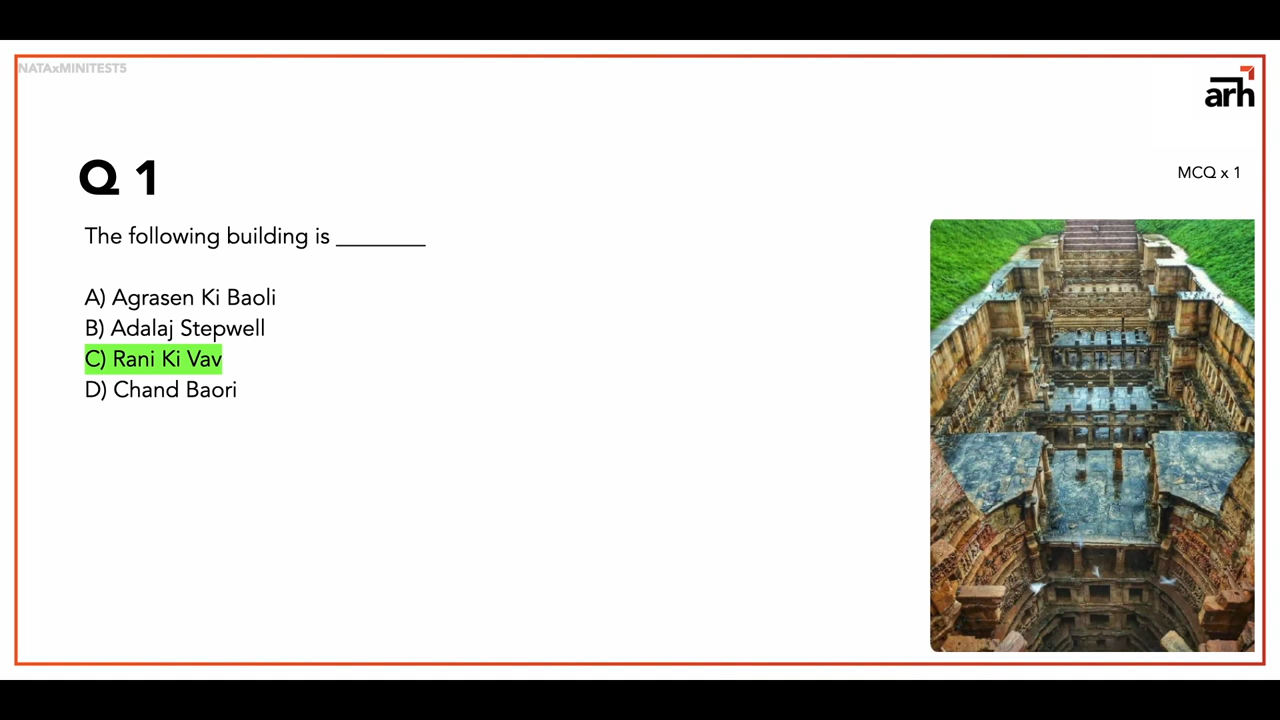 NATAxMINITESTS
arh
Q 1
MCQ x 1
The following building is ________
A) Agrasen Ki Baoli
B) Adalaj Stepwell
C) Rani Ki Vav
D) Chand Baori